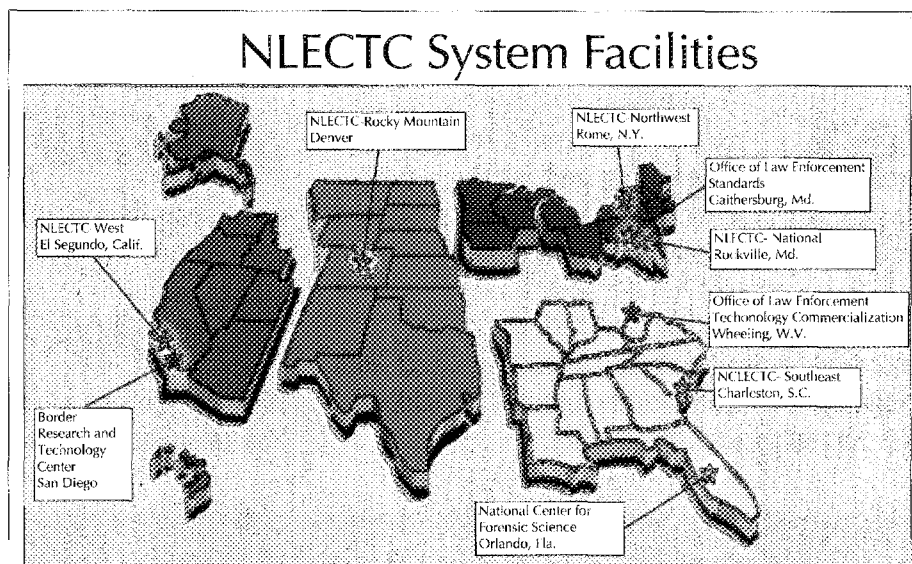 NLECTC System Facilities
NLECTC-Rocky Mountain
Denver
NLECTC-Northwest
Rome, N.Y.
Office of Law Enforcement
Standards
Gaithersburg, Md.
NLECTC-West
El Segundo, Calif.
NLECTC- National
Rockville, Md.
Office of Law Enforcement
Techonology Commercialization
Wheeling, W.V.
NCLECTC- Southeast
Charleston, S.C.
Border
Research and
Technology
Center
San Diego
National Center for
Forensic Science
Orlando, Fla.